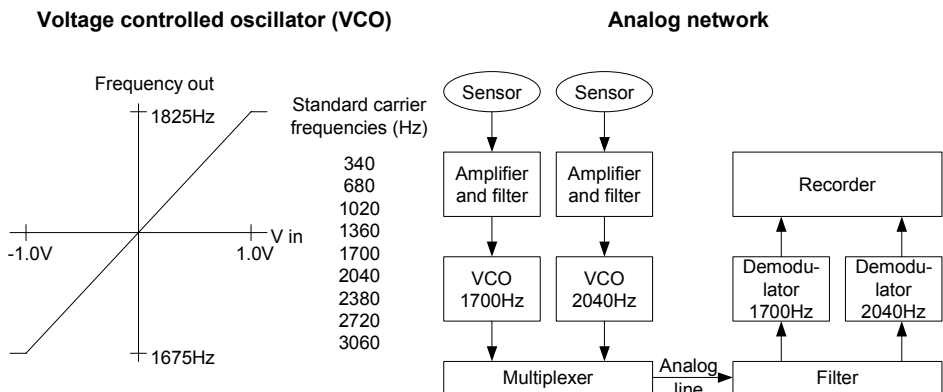 Voltage controlled oscillator (VCO)
Frequency out
1825Hz
-1.0V
1.0V
V in
1675Hz
Standard carrier
frequencies (Hz)
340
680
1020
1360
1700
2040
2380
2720
3060
Analog network
Sensor
Sensor
Amplifier
and filter
Amplifier
and filter
VCO
1700Hz
VCO
2040Hz
Multiplexer
Analog
line
Recorder
Demodu-
lator
1700Hz
Demodu-
lator
2040Hz
Filter